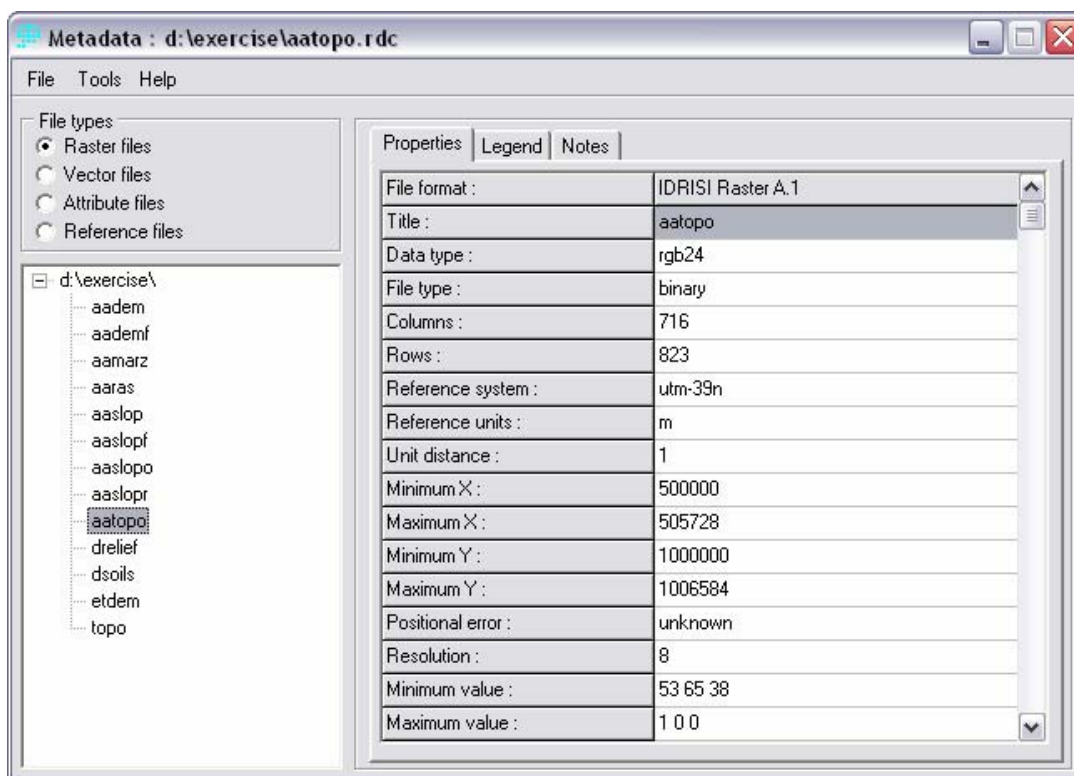 Metadata : d:\exercise\aatopo.rdc
File Tools Help
File types
Raster files
Vector files
Attribute files
Reference files
d:\exercise\
aadem
aademf
aamarz
aaras
aaslop
aaslopf
aaslopo
aaslopr
aatopo
drelief
dsoils
etdem
topo
Properties Legend Notes
File format : IDRISI Raster A.1
Title : aatopo
Data type : rgb24
File type : binary
Columns : 716
Rows : 823
Reference system : utm-39n
Reference units : m
Unit distance : 1
Minimum X : 500000
Maximum X : 505728
Minimum Y : 1000000
Maximum Y : 1006584
Positional error : unknown
Resolution : 8
Minimum value : 53 65 38
Maximum value : 1 0 0